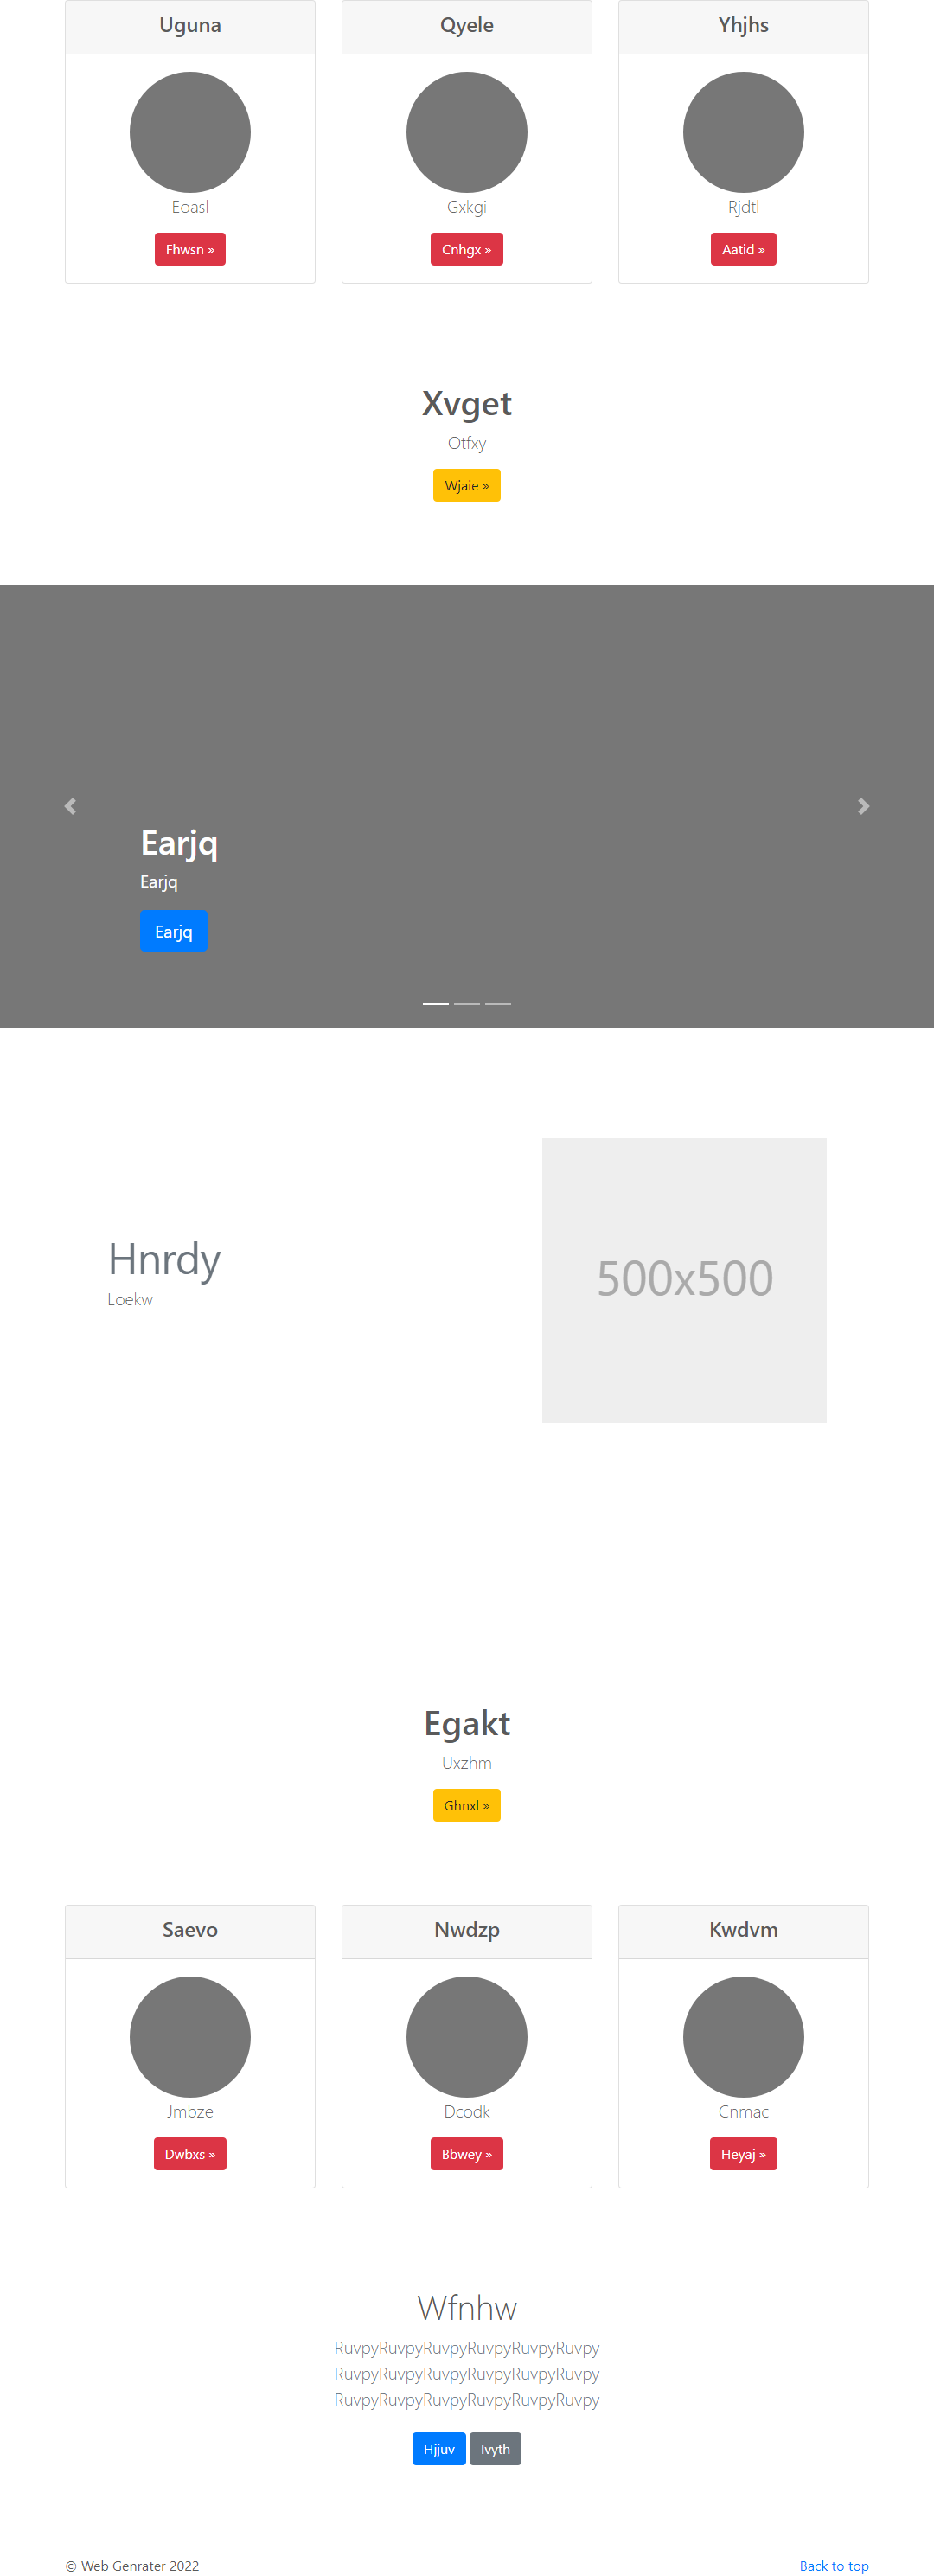 Uguna
Qyele
Yhjhs
Eoasl
Gxkgi
Rjdtl
Fhwsn »
Cnhgx »
Aatid »
Xvget
Otfxy
Wjaie »
Earjq
Earjq
Earjq
Hnrdy
Loekw
500x500
Egakt
Uxzhm
Ghnxl »
Saevo
Nwdzp
Kwdvm
Jmbze
Dcodk
Cnmac
Dwbxs »
Bbwey »
Heyaj »
Wfnhw
RuvpyRuvpyRuvpyRuvpyRuvpyRuvpy
RuvpyRuvpyRuvpyRuvpyRuvpyRuvpy
RuvpyRuvpyRuvpyRuvpyRuvpyRuvpy
Hjjuv Ivyth
© Web Genrater 2022
Back to top